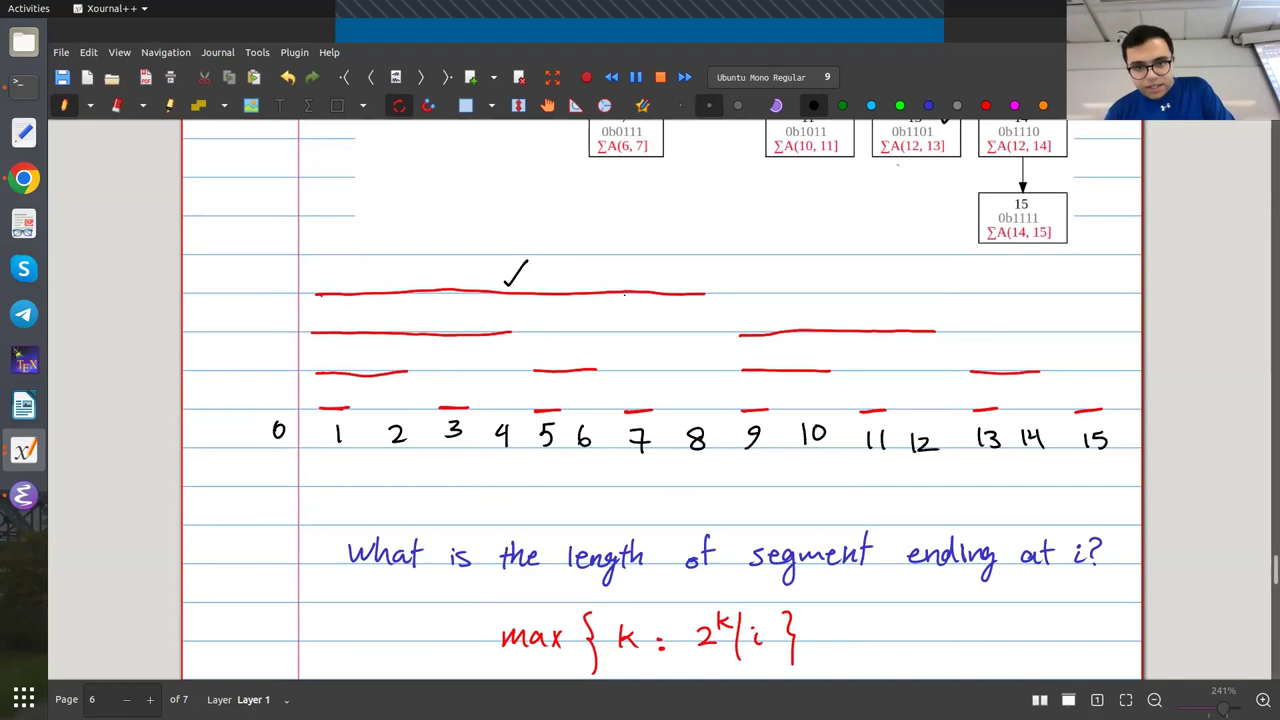 Activities
Xournal++
File Edit View Navigation Journal Tools Plugin Help
Ubuntu Mono Regular 9
0b0111
∑A(6, 7]
0b1011
∑A(10, 11]
0b1101
∑A(12, 13]
0b1110
∑A(12, 14]
15
0b1111
∑A(14, 15]
0 1 2 3 4 5 6 7 8 9 10 11 12 13 14 15
What is the length of segment ending at i?
max { k : 2^k | i }
Page 6 of 7 Layer Layer 1
241%